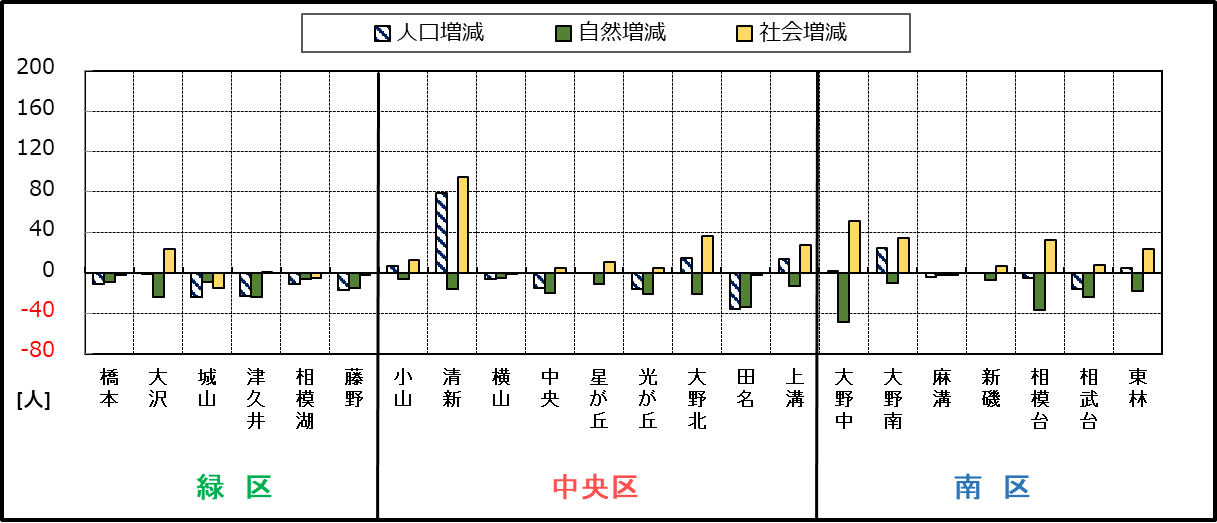 人口増減 自然増減 社会増減
200
160
120
80
40
0
-40
-80
[人]
橋本 大沢 城山 津久井 相模湖 藤野 小山 清新 横山 中央 星が丘 光が丘 大野北 田名 上溝 大野中 大野南 麻溝 新磯 相模台 相武台 東林
緑 区 中央区 南 区